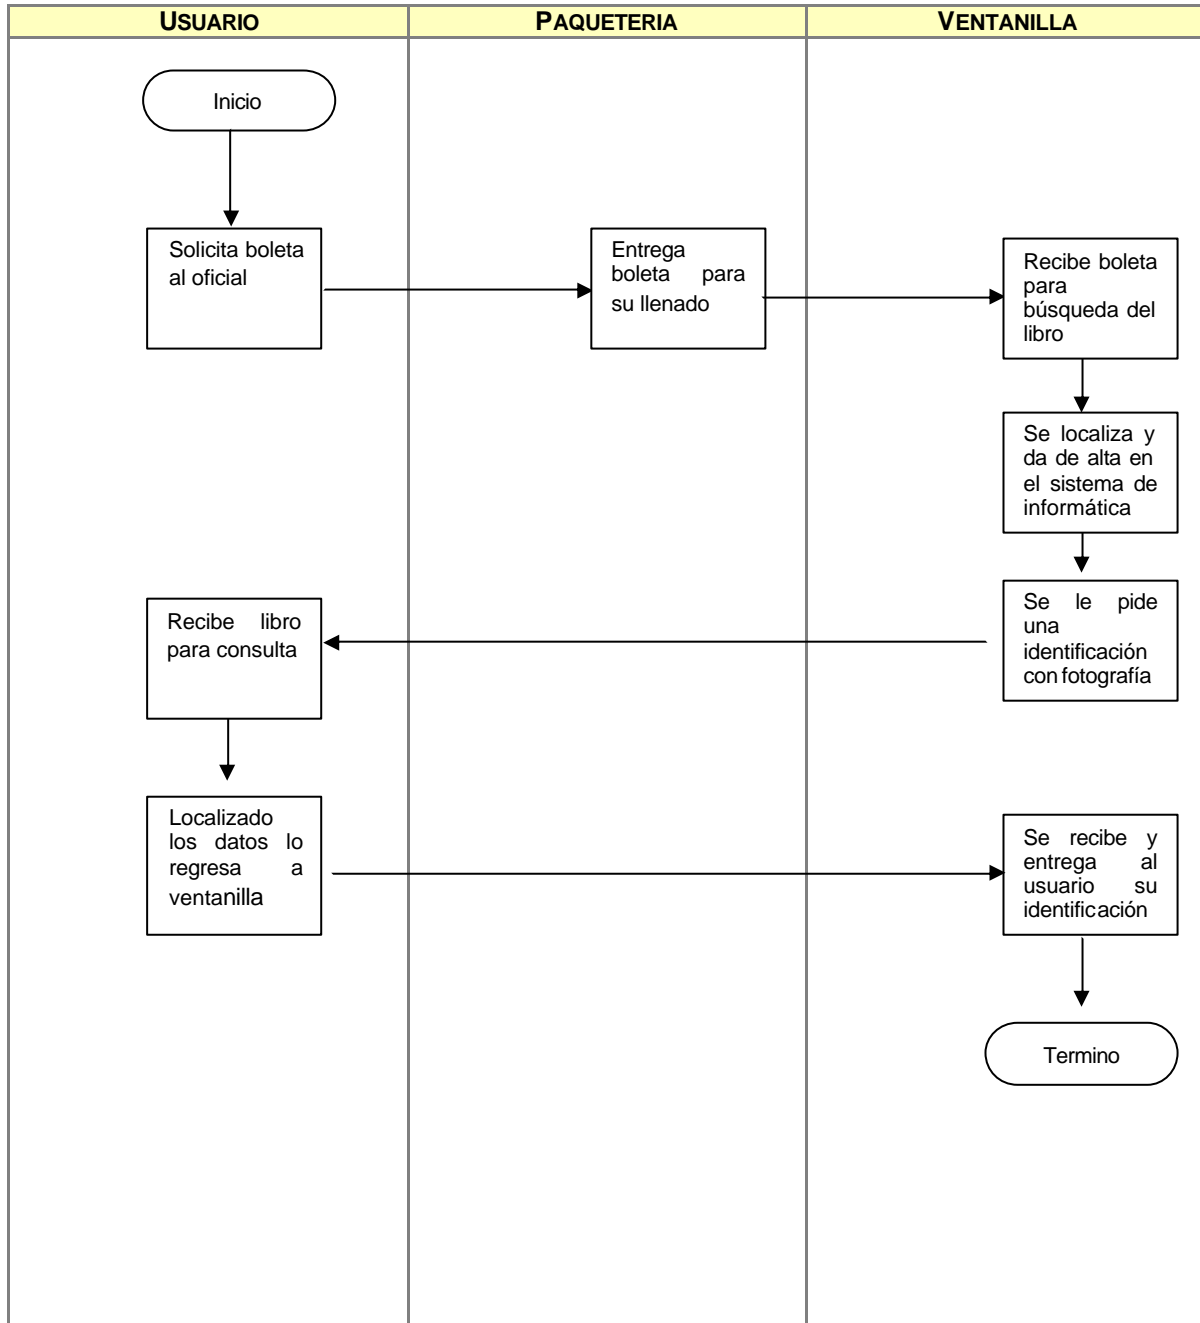 USUARIO
PAQUETERIA
VENTANILLA
Inicio
Solicita boleta
al oficial
Entrega
boleta para
su llenado
Recibe boleta
para
búsqueda del
libro
Se localiza y
da de alta en
el sistema de
informática
Se le pide
una
identificación
con fotografía
Recibe libro
para consulta
Localizado
los datos lo
regresa a
ventanilla
Se recibe y
entrega al
usuario su
identificación
Termino